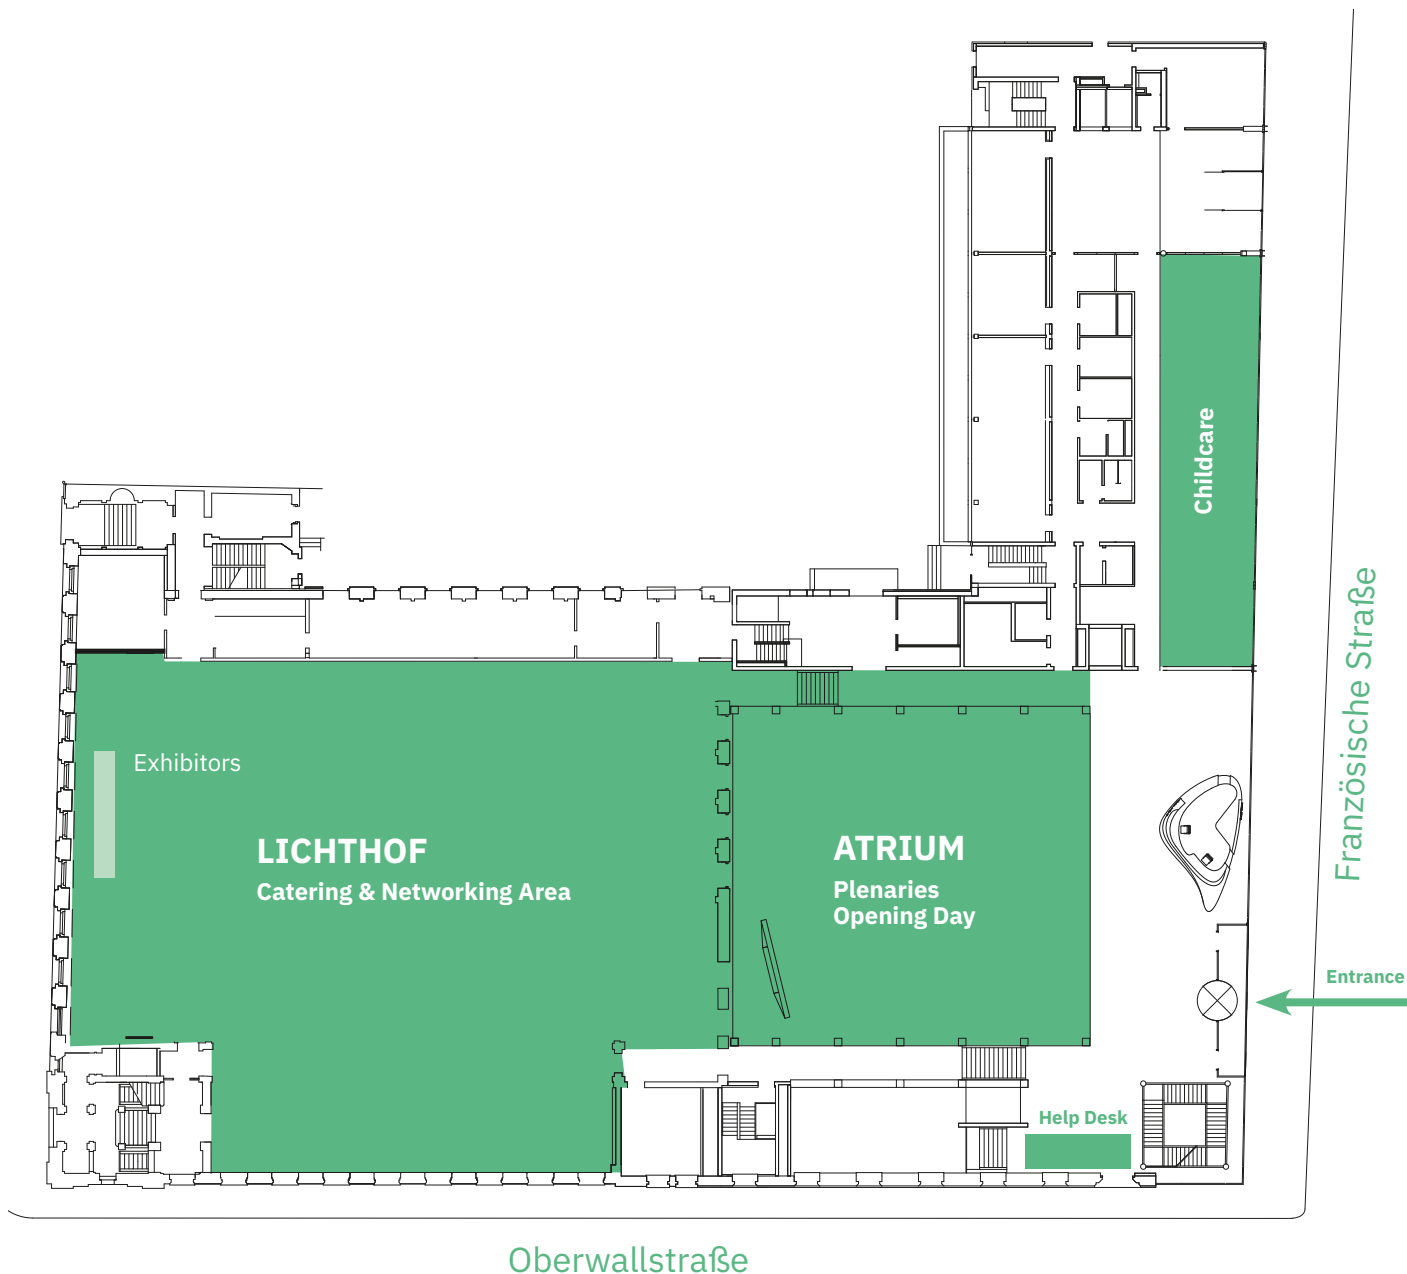 Childcare
Französische Straße
Exhibitors
LICHTHOF
Catering & Networking Area
ATRIUM
Plenaries
Opening Day
Entrance
Help Desk
Oberwallstraße